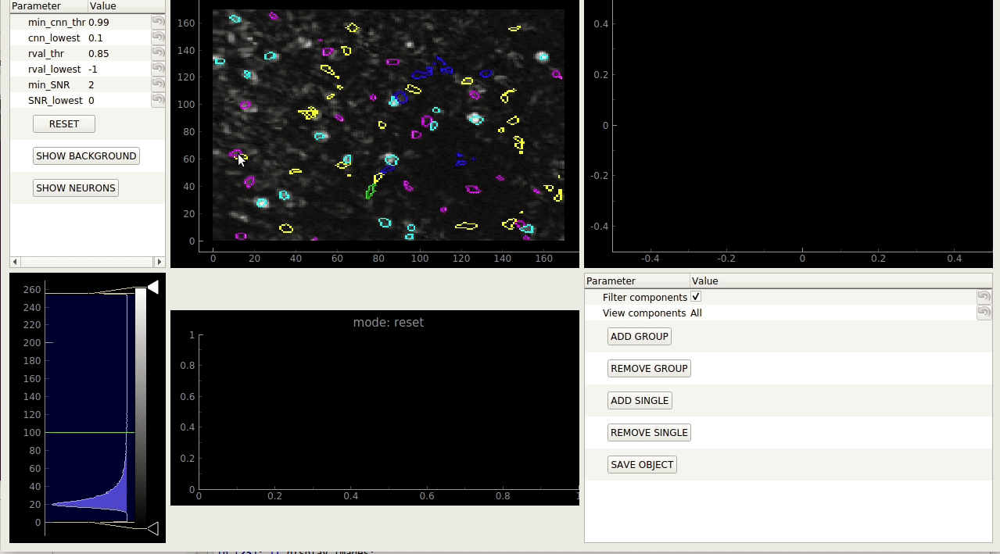 Parameter Value
min_cnn_thr 0.99
cnn_lowest 0.1
rval_thr 0.85
rval_lowest -1
min_SNR 2
SNR_lowest 0
RESET
SHOW BACKGROUND
SHOW NEURONS
160
140
120
100
80
60
40
20
0
0 20 40 60 80 100 120 140 160
0.4
0.2
0
-0.2
-0.4
-0.4 -0.2 0 0.2 0.4
260
240
220
200
180
160
140
120
100
80
60
40
20
0
mode: reset
1
0.8
0.6
0.4
0.2
0
0 0.2 0.4 0.6 0.8 1
Parameter Value
Filter components
View components All
ADD GROUP
REMOVE GROUP
ADD SINGLE
REMOVE SINGLE
SAVE OBJECT